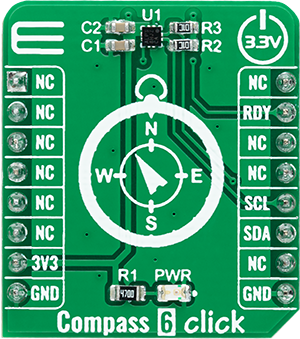 U1
C2 R3
C1 R2
3.3V
NC NC
NC RDY
NC NC
NC NC
NC SCL
NC SDA
3V3 NC
GND GND
N
W E
S
R1 PWR
4700
Compass 6 click